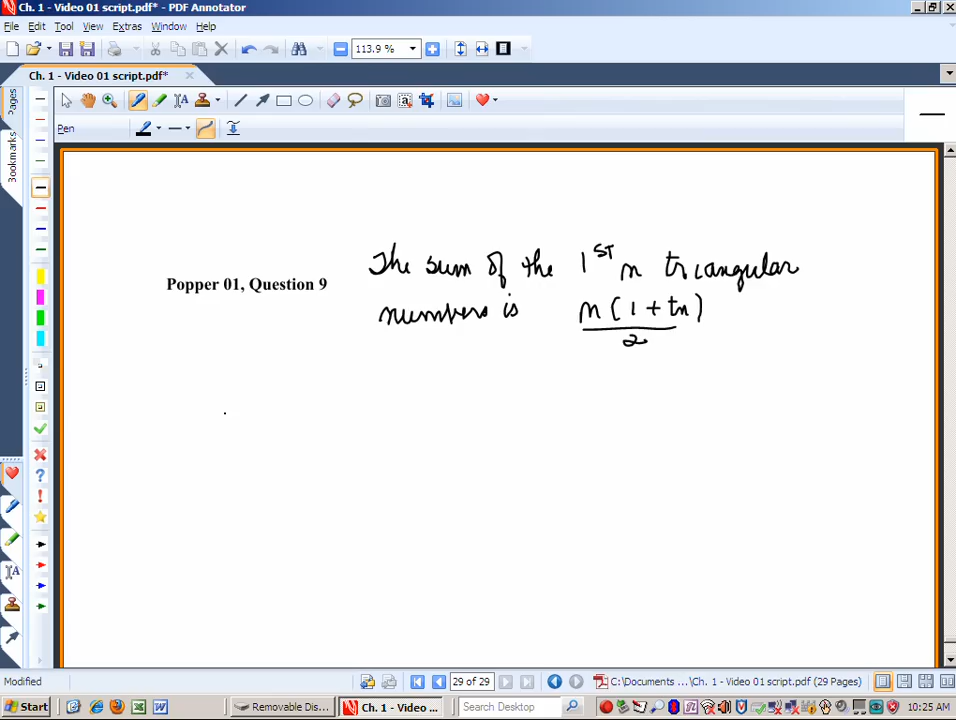 Ch. 1 - Video 01 script.pdf* - PDF Annotator
File Edit Tool View Extras Window Help
113.9 %
Ch. 1 - Video 01 script.pdf*
Pages
Bookmarks
Pen
The sum of the 1ST n triangular
Popper 01, Question 9
numbers is n(1 + tn)
2
Modified
29 of 29
C:\Documents ...\Ch. 1 - Video 01 script.pdf (29 Pages)
Start
Removable Dis...
Ch. 1 - Video ...
Search Desktop
10:25 AM